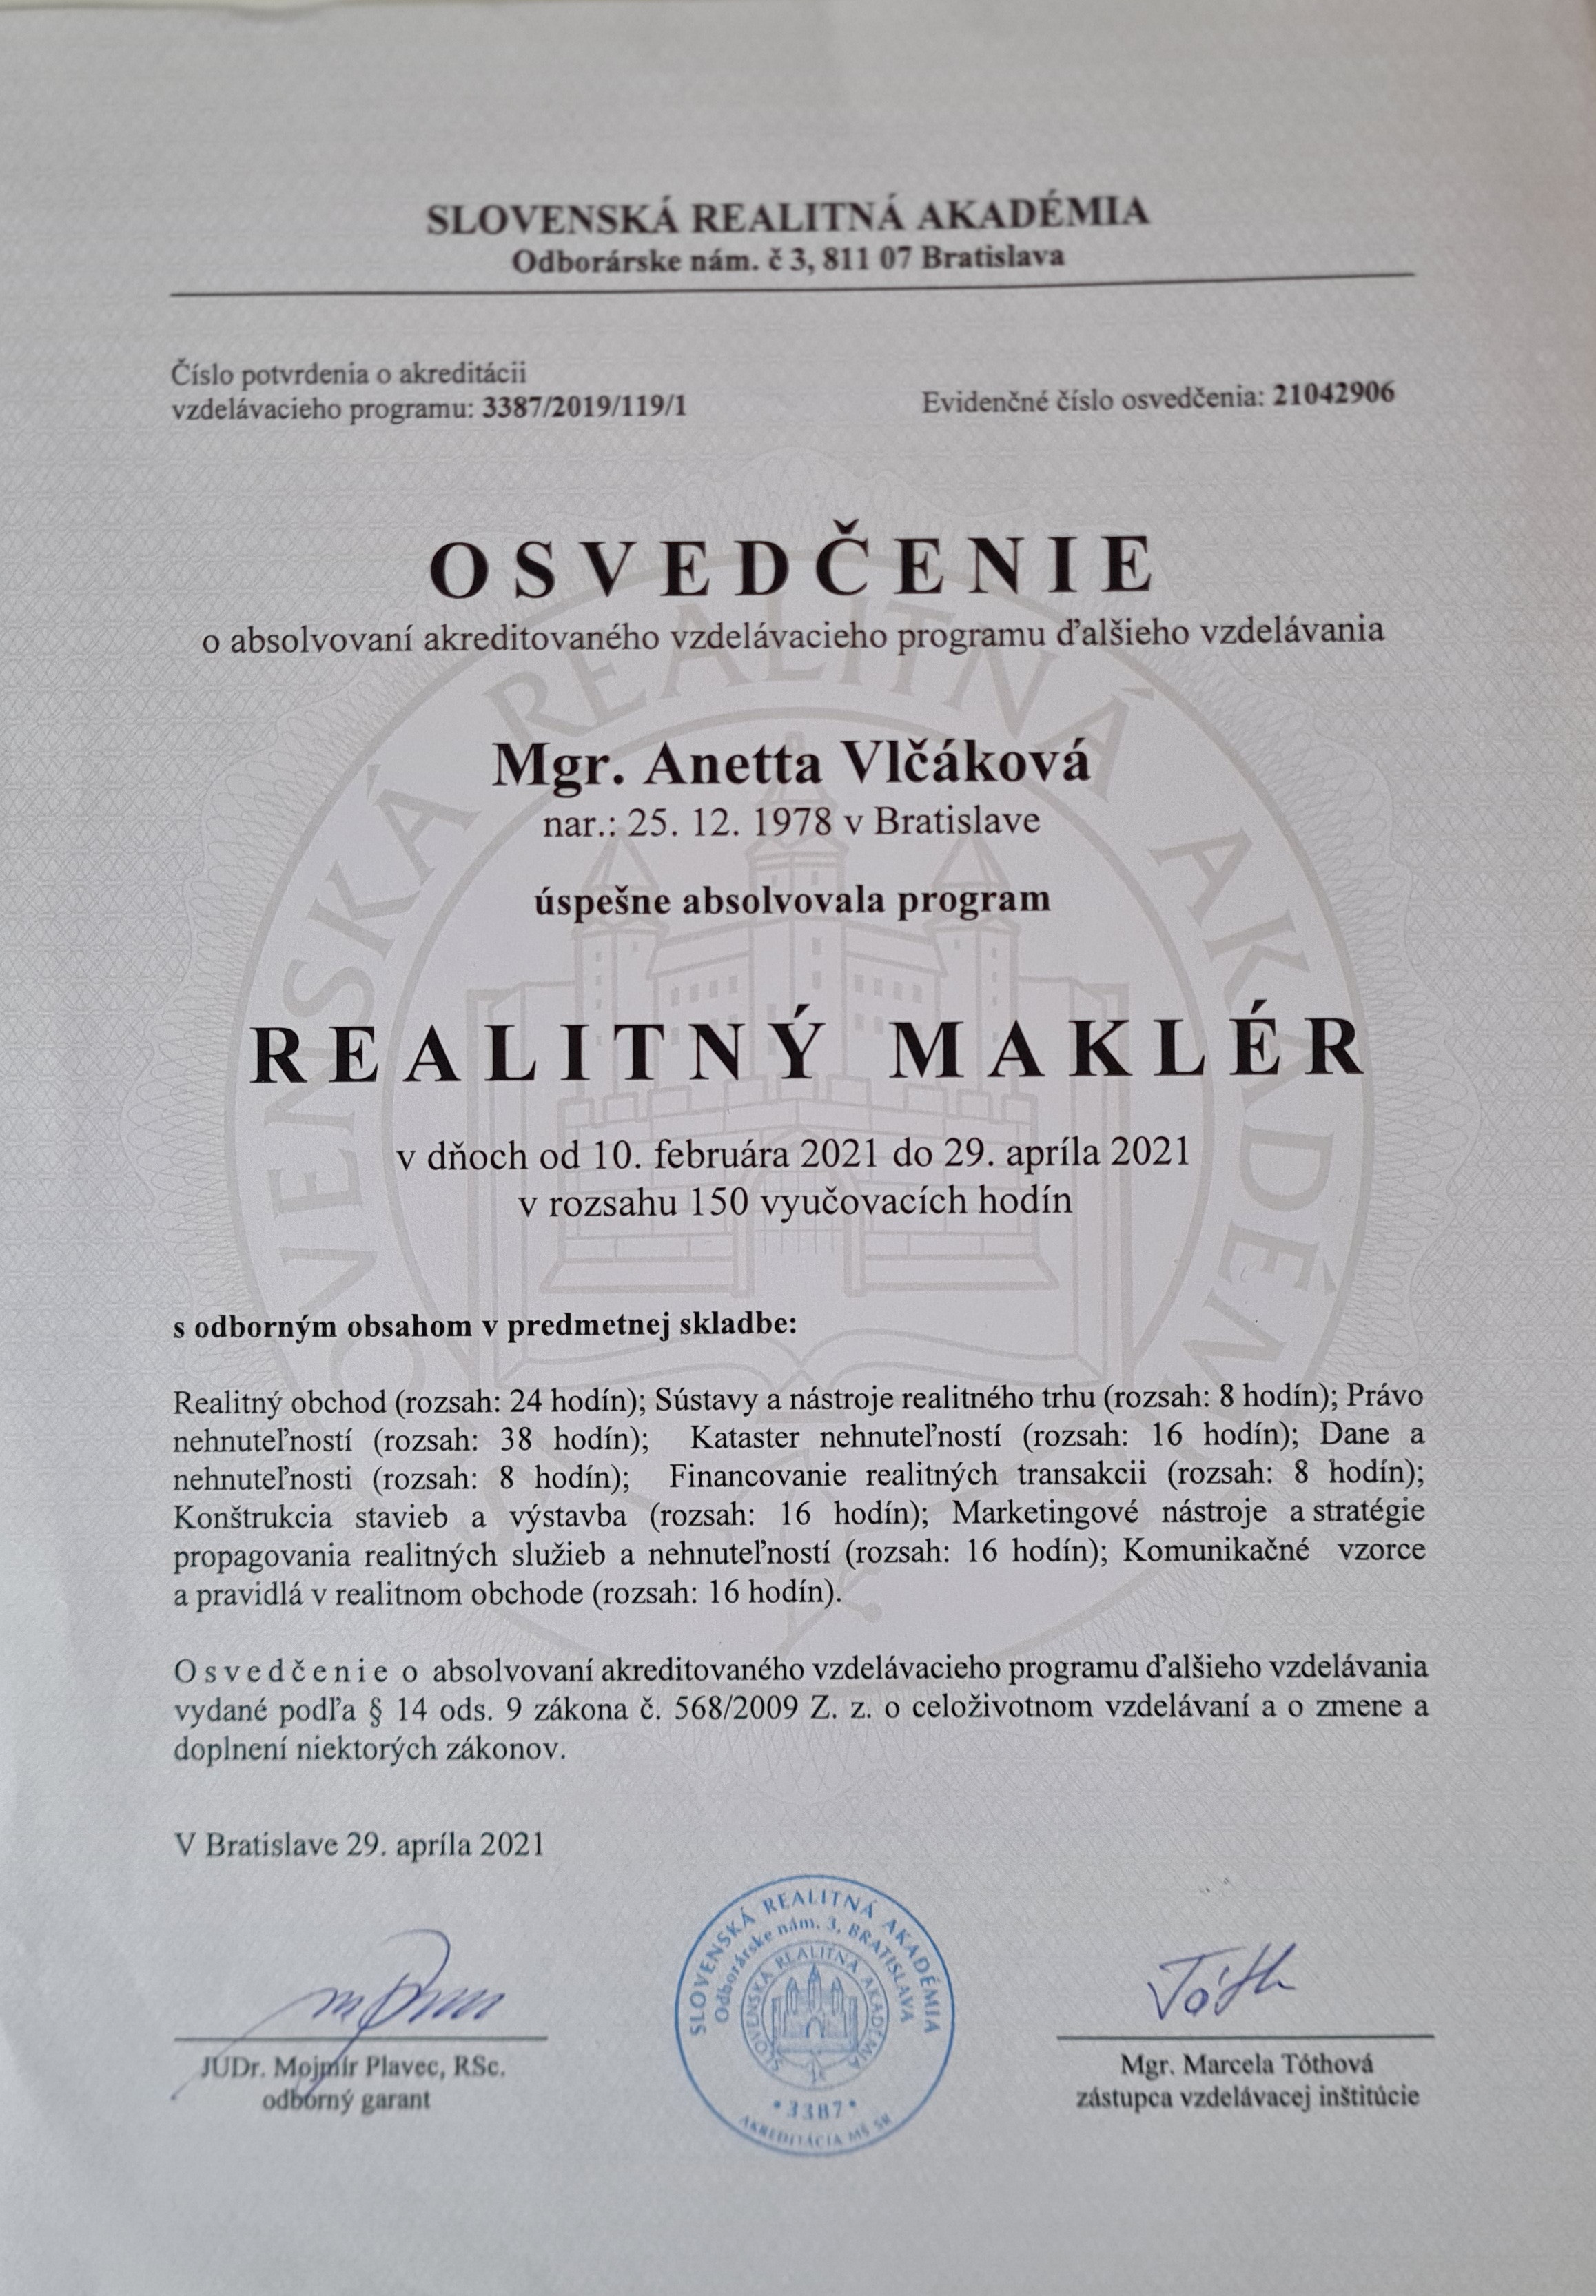 SLOVENSKÁ REALITNÁ AKADÉMIA
Odborárske nám. č 3, 811 07 Bratislava
Číslo potvrdenia o akreditácii
vzdelávacieho programu: 3387/2019/119/1
Evidenčné číslo osvedčenia: 21042906
OSVEDČENIE
o absolvovaní akreditovaného vzdelávacieho programu ďalšieho vzdelávania
Mgr. Anetta Vlčáková
nar.: 25. 12. 1978 v Bratislave
úspešne absolvovala program
REALITNÝ MAKLÉR
v dňoch od 10. februára 2021 do 29. apríla 2021
v rozsahu 150 vyučovacích hodín
s odborným obsahom v predmetnej skladbe:
Realitný obchod (rozsah: 24 hodín); Sústavy a nástroje realitného trhu (rozsah: 8 hodín); Právo
nehnuteľností (rozsah: 38 hodín); Kataster nehnuteľností (rozsah: 16 hodín); Dane a
nehnuteľnosti (rozsah: 8 hodín); Financovanie realitných transakcii (rozsah: 8 hodín);
Konštrukcia stavieb a výstavba (rozsah: 16 hodín); Marketingové nástroje a stratégie
propagovania realitných služieb a nehnuteľností (rozsah: 16 hodín); Komunikačné vzorce
a pravidlá v realitnom obchode (rozsah: 16 hodín).
Osvedčenie o absolvovaní akreditovaného vzdelávacieho programu ďalšieho vzdelávania
vydané podľa § 14 ods. 9 zákona č. 568/2009 Z. z. o celoživotnom vzdelávaní a o zmene a
doplnení niektorých zákonov.
V Bratislave 29. apríla 2021
SLOVENSKÁ REALITNÁ AKADÉMIA
Odborárske nám. 3, BRATISLAVA
SLOVENSKÁ REALITNÁ AKADÉMIA
*3387*
AKREDITÁCIA MŠ SR
Tóth
JUDr. Mojmír Plavec, RSc.
odborný garant
Mgr. Marcela Tóthová
zástupca vzdelávacej inštitúcie